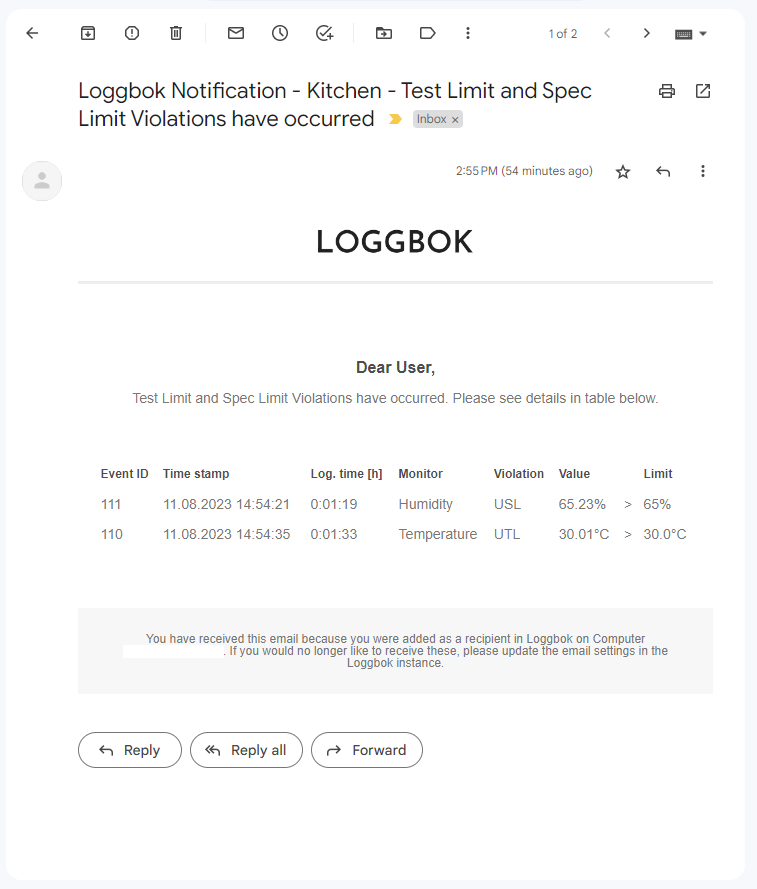 1 of 2
Loggbok Notification - Kitchen - Test Limit and Spec
Limit Violations have occurred Inbox ×
2:55 PM (54 minutes ago)
LOGGBOK
Dear User,
Test Limit and Spec Limit Violations have occurred. Please see details in table below.
Event ID Time stamp Log. time [h] Monitor Violation Value Limit
111 11.08.2023 14:54:21 0:01:19 Humidity USL 65.23% > 65%
110 11.08.2023 14:54:35 0:01:33 Temperature UTL 30.01°C > 30.0°C
You have received this email because you were added as a recipient in Loggbok on Computer
. If you would no longer like to receive these, please update the email settings in the
Loggbok instance.
Reply Reply all Forward